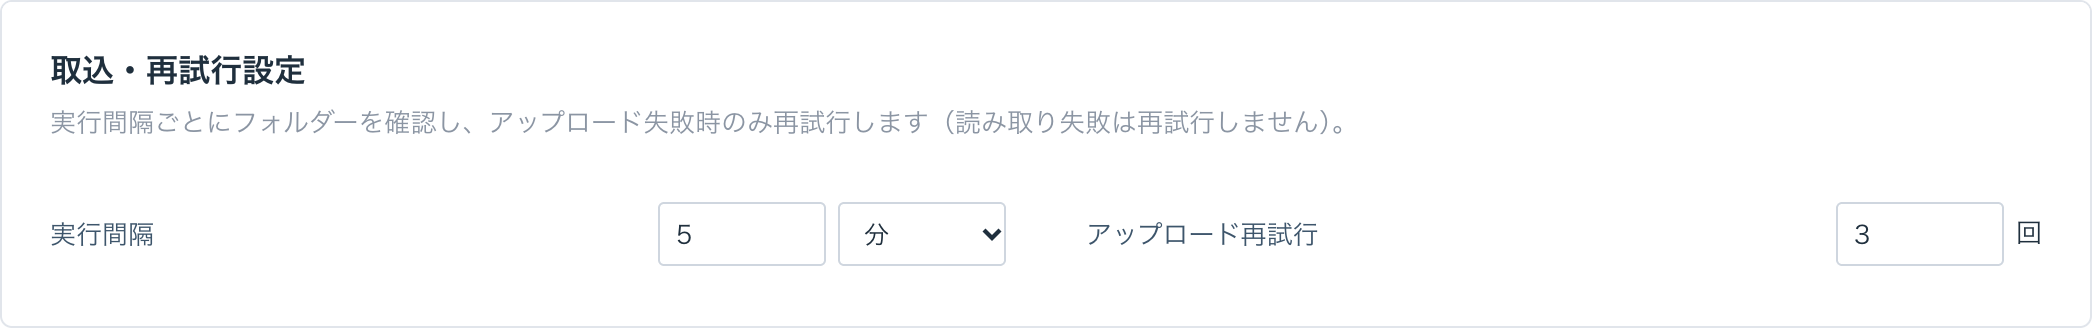 取込・再試行設定
実行間隔ごとにフォルダーを確認し、アップロード失敗時のみ再試行します（読み取り失敗は再試行しません）。
実行間隔 5 分 アップロード再試行 3 回